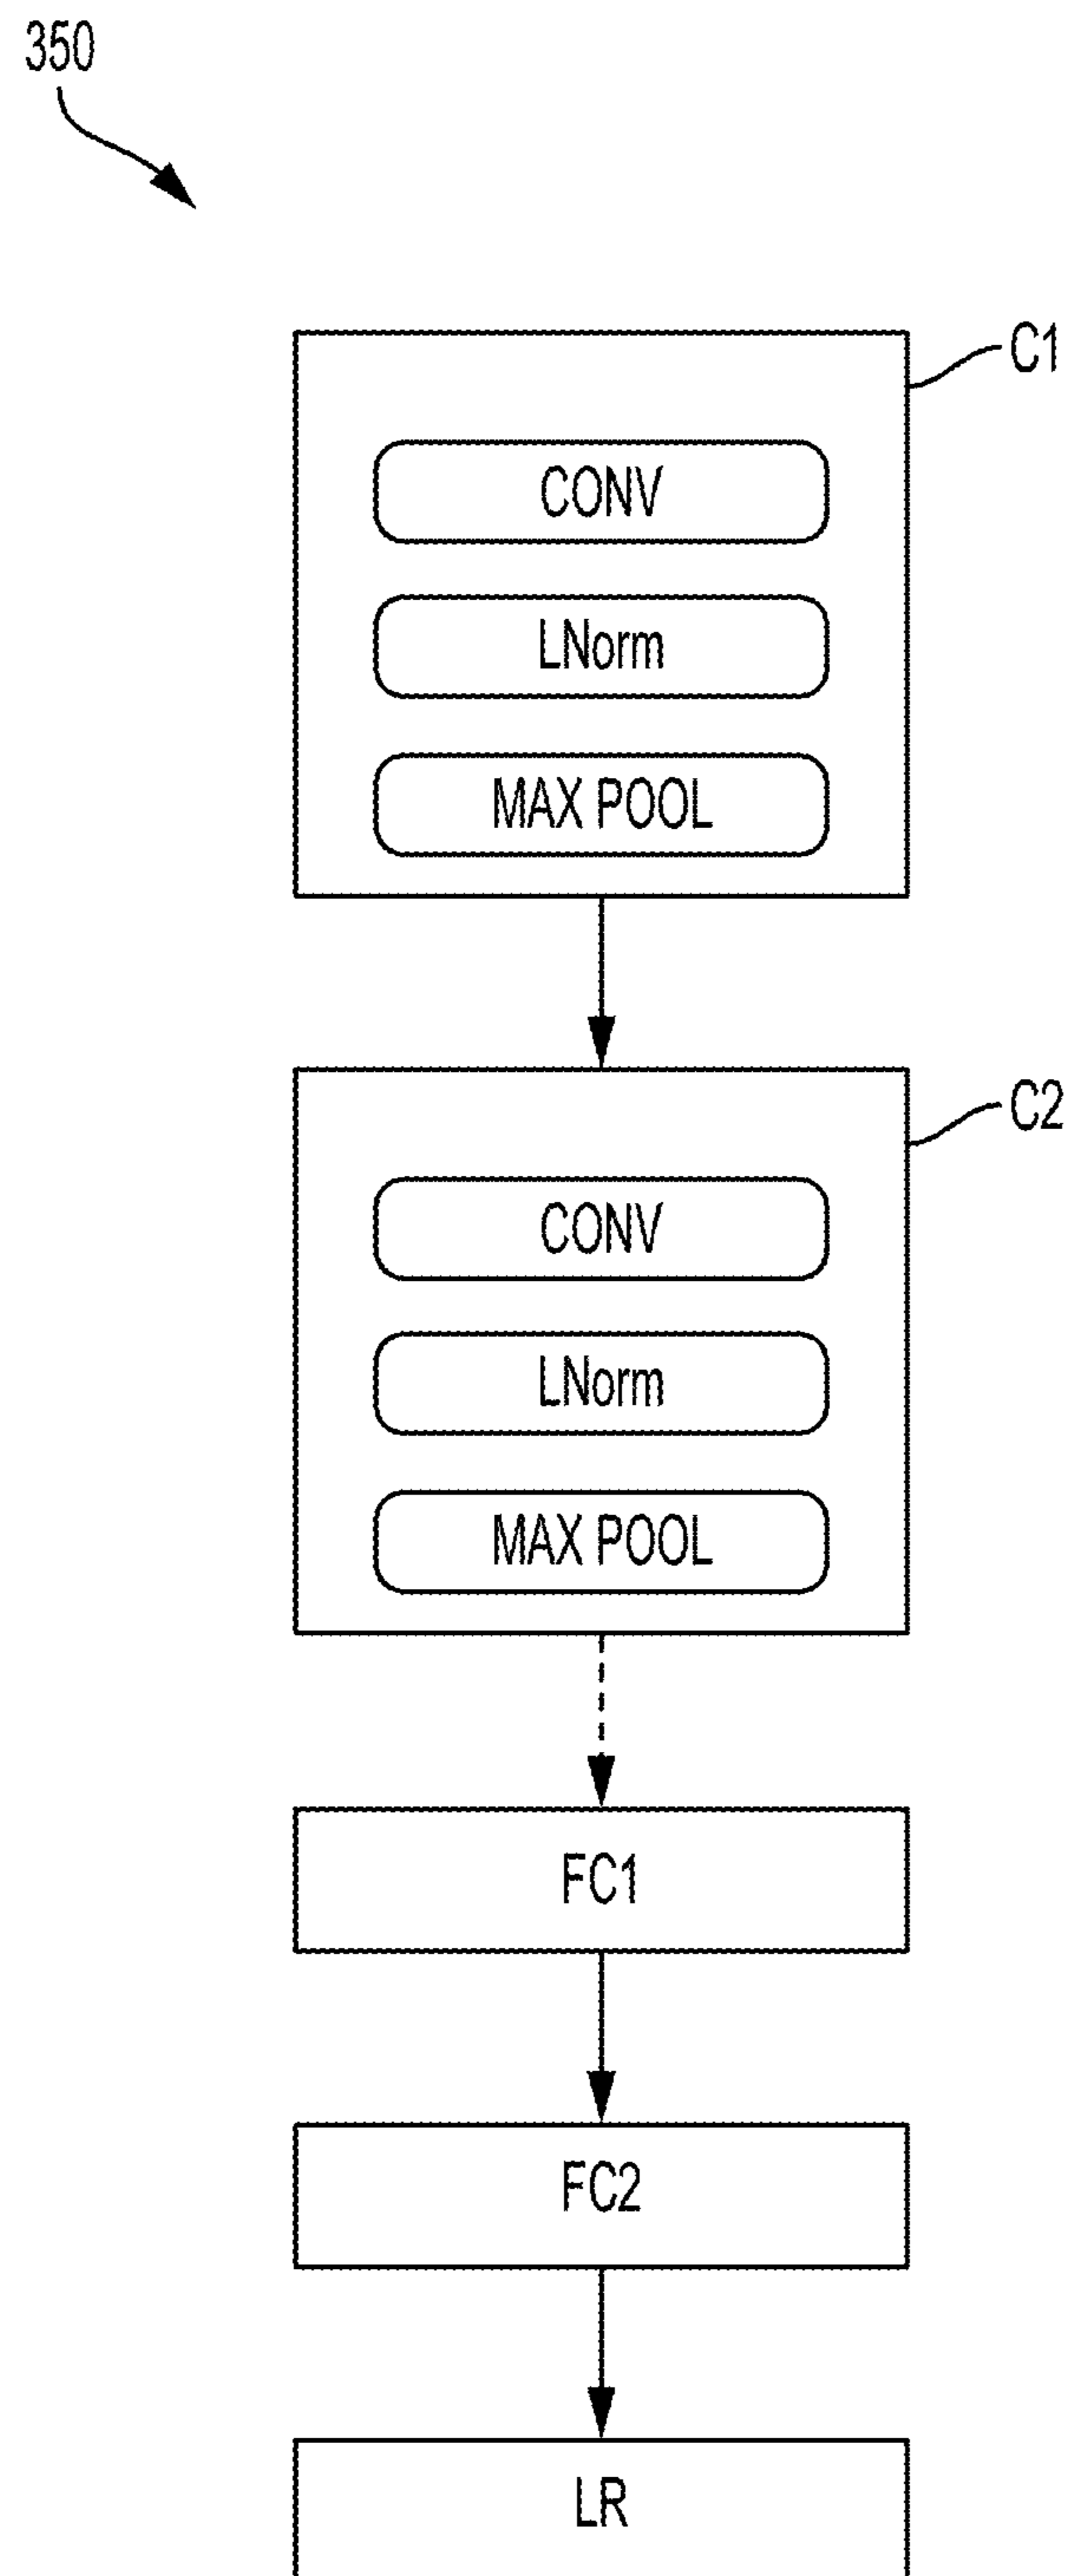 350
C1
CONV
LNorm
MAX POOL
C2
CONV
LNorm
MAX POOL
FC1
FC2
LR